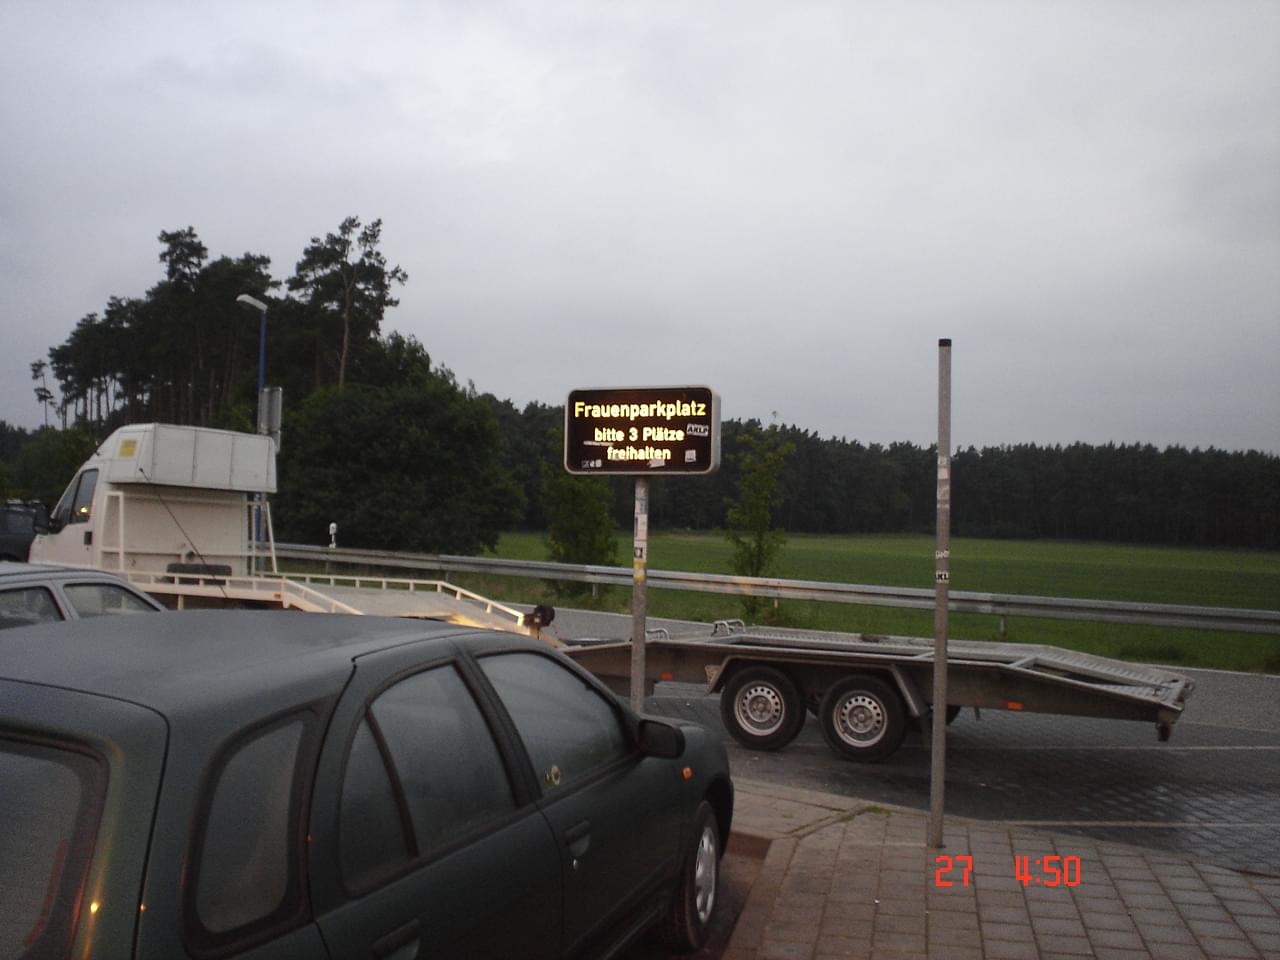 Frauenparkplatz
bitte 3 Plätze
freihalten
AKLP
27 4:50